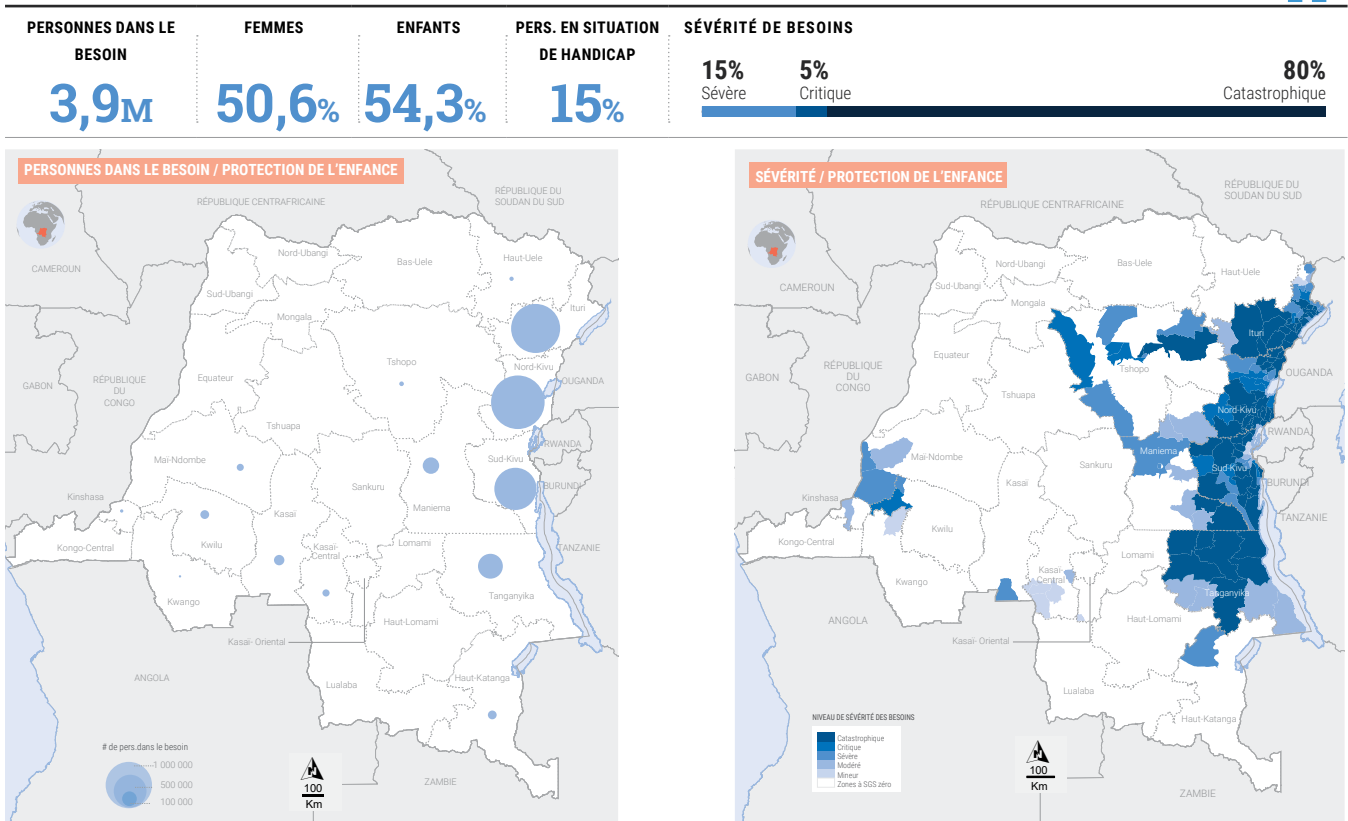 PERSONNES DANS LE
BESOIN
3,9M
FEMMES
50,6%
ENFANTS
54,3%
PERS. EN SITUATION
DE HANDICAP
15%
SÉVÉRITÉ DE BESOINS
15%
Sévère
5%
Critique
80%
Catastrophique
PERSONNES DANS LE BESOIN / PROTECTION DE L'ENFANCE
RÉPUBLIQUE DU
SOUDAN DU SUD
RÉPUBLIQUE CENTRAFRICAINE
CAMEROUN
Nord-Ubangi
Bas-Uele
Haut-Uele
Sud-Ubangi
Mongala
Ituri
Tshopo
Nord-Kivu
Equateur
OUGANDA
GABON
RÉPUBLIQUE
DU
CONGO
Tshuapa
RWANDA
Maï-Ndombe
Sud-Kivu
Sankuru
BURUNDI
Kinshasa
Kasaï
Maniema
Kongo-Central
Kwilu
Kasaï-
Central
Lomami
TANZANIE
Kwango
Tanganyika
Haut-Lomami
Kasaï- Oriental
ANGOLA
Lualaba
Haut-Katanga
# de pers.dans le besoin
1 000 000
500 000
100 000
100
Km
ZAMBIE
SÉVÉRITÉ / PROTECTION DE L'ENFANCE
RÉPUBLIQUE DU
SOUDAN DU SUD
RÉPUBLIQUE CENTRAFRICAINE
CAMEROUN
Nord-Ubangi
Bas-Uele
Haut-Uele
Sud-Ubangi
Mongala
Ituri
Equateur
Tshopo
RÉPUBLIQUE
DU
CONGO
GABON
OUGANDA
Tshuapa
Nord-Kivu
RWANDA
Maniema
Maï-Ndombe
Sankuru
Sud-Kivu
Kasaï
BURUNDI
Kinshasa
TANZANIE
Kwilu
Kongo-Central
Lomami
Kasaï-
Central
Kwango
Tanganyika
ANGOLA
Haut-Lomami
Kasaï- Oriental
Lualaba
Haut-Katanga
NIVEAU DE SÉVÉRITÉ DES BESOINS
Catastrophique
Critique
Sévère
Modéré
Mineur
Zones à SGS zéro
100
Km
ZAMBIE